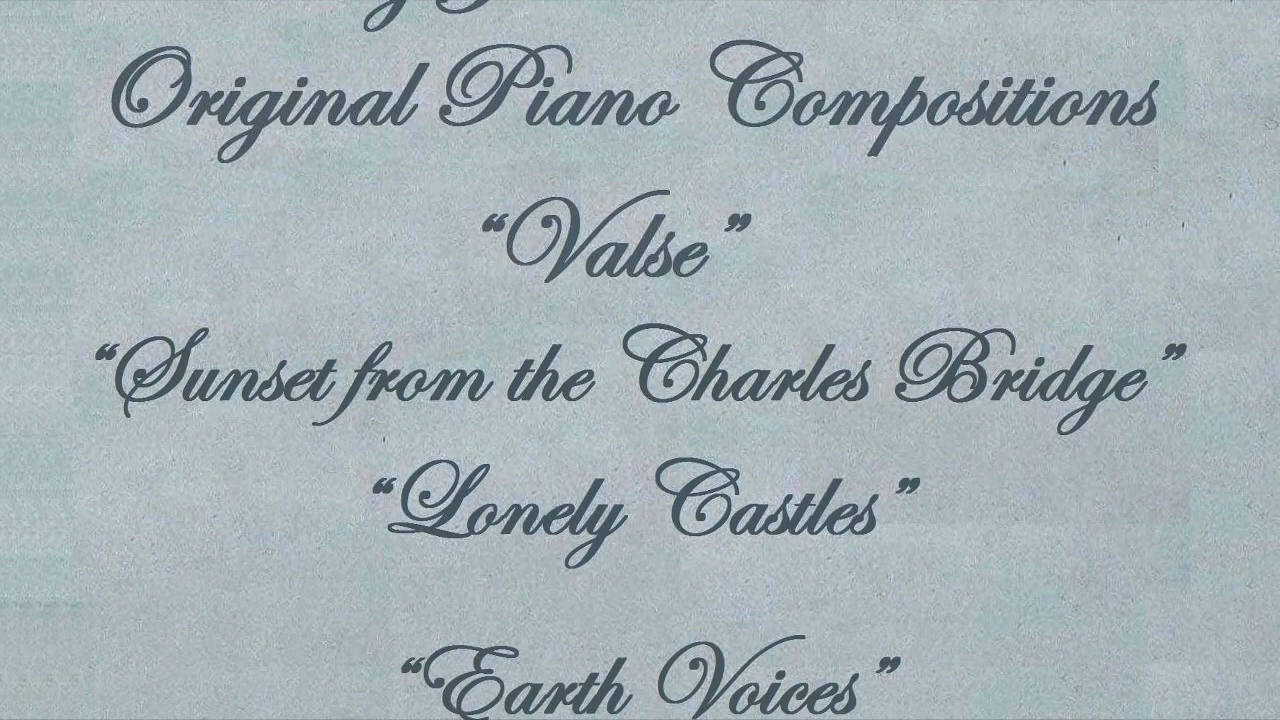 Original Piano Compositions
“Valse”
“Sunset from the Charles Bridge”
“Lonely Castles”
“Earth Voices”